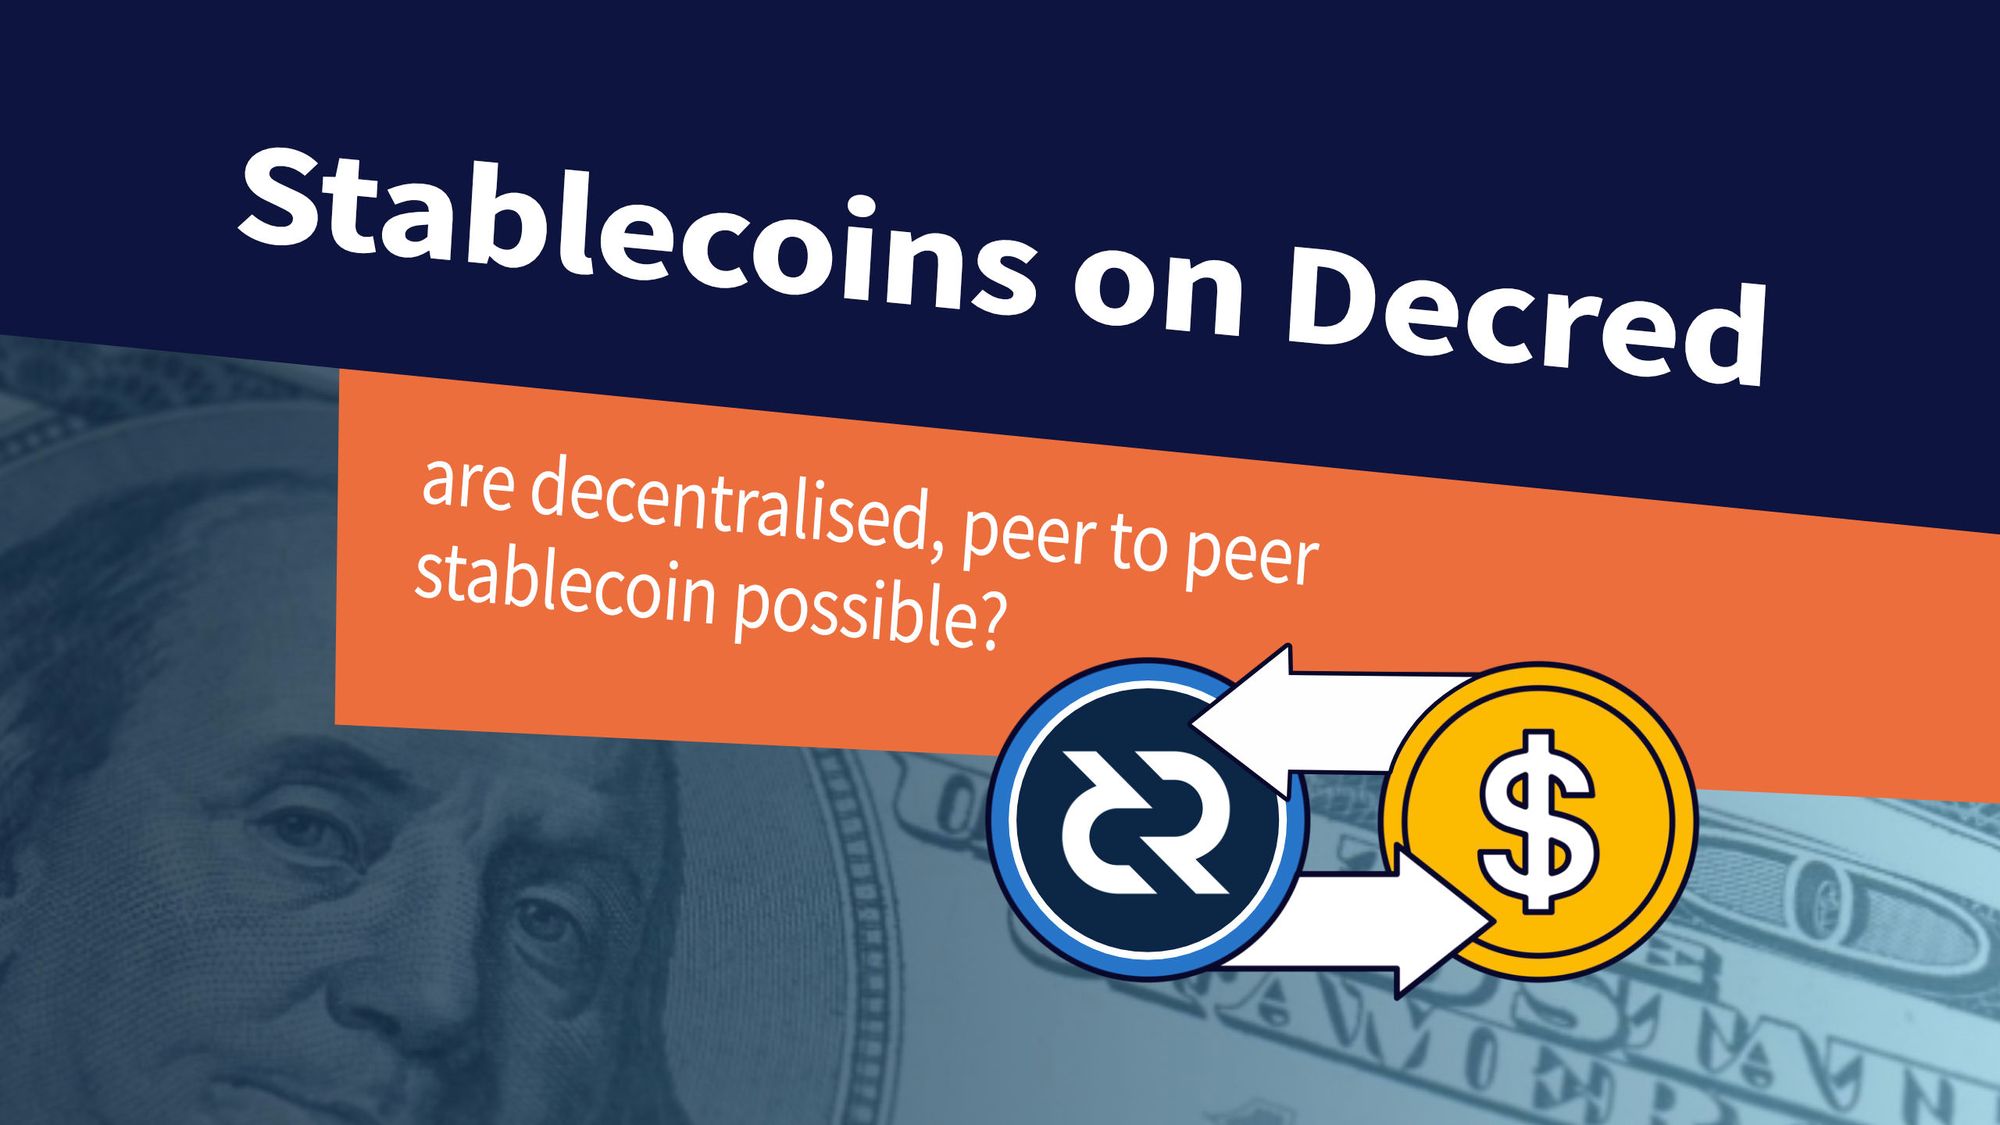 Stablecoins on Decred
are decentralised, peer to peer
stablecoin possible?
$